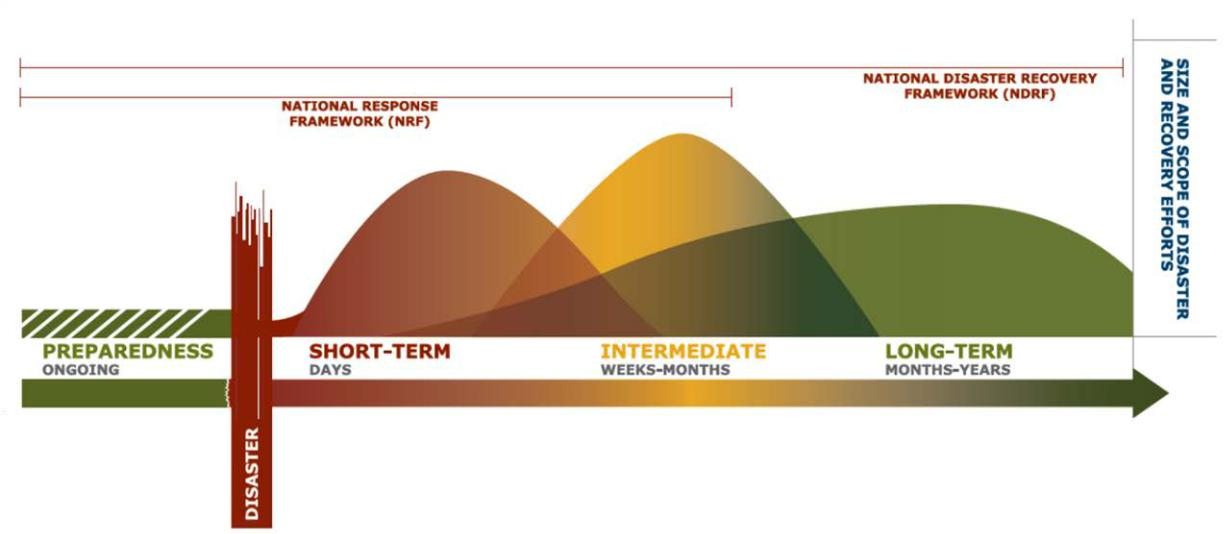 NATIONAL DISASTER RECOVERY
FRAMEWORK (NDRF)
NATIONAL RESPONSE
FRAMEWORK (NRF)
SIZE AND SCOPE OF DISASTER
AND RECOVERY EFFORTS
PREPAREDNESS
ONGOING
SHORT-TERM
DAYS
INTERMEDIATE
WEEKS-MONTHS
LONG-TERM
MONTHS-YEARS
DISASTER